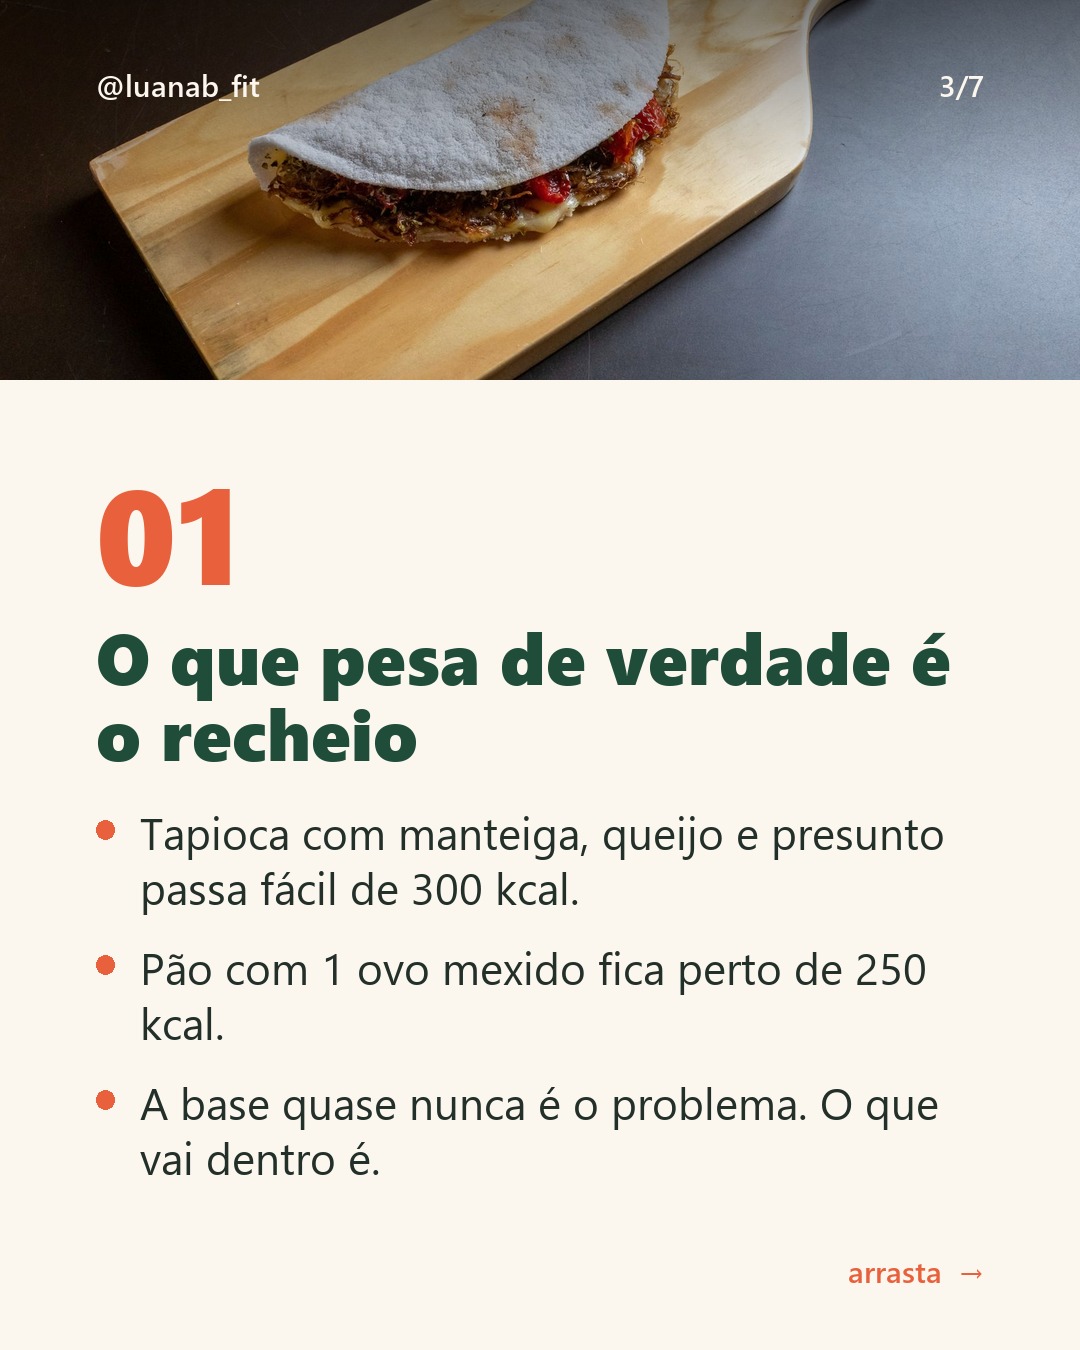 @luanab_fit
3/7
01
O que pesa de verdade é
o recheio
Tapioca com manteiga, queijo e presunto
passa fácil de 300 kcal.
Pão com 1 ovo mexido fica perto de 250
kcal.
A base quase nunca é o problema. O que
vai dentro é.
arrasta →